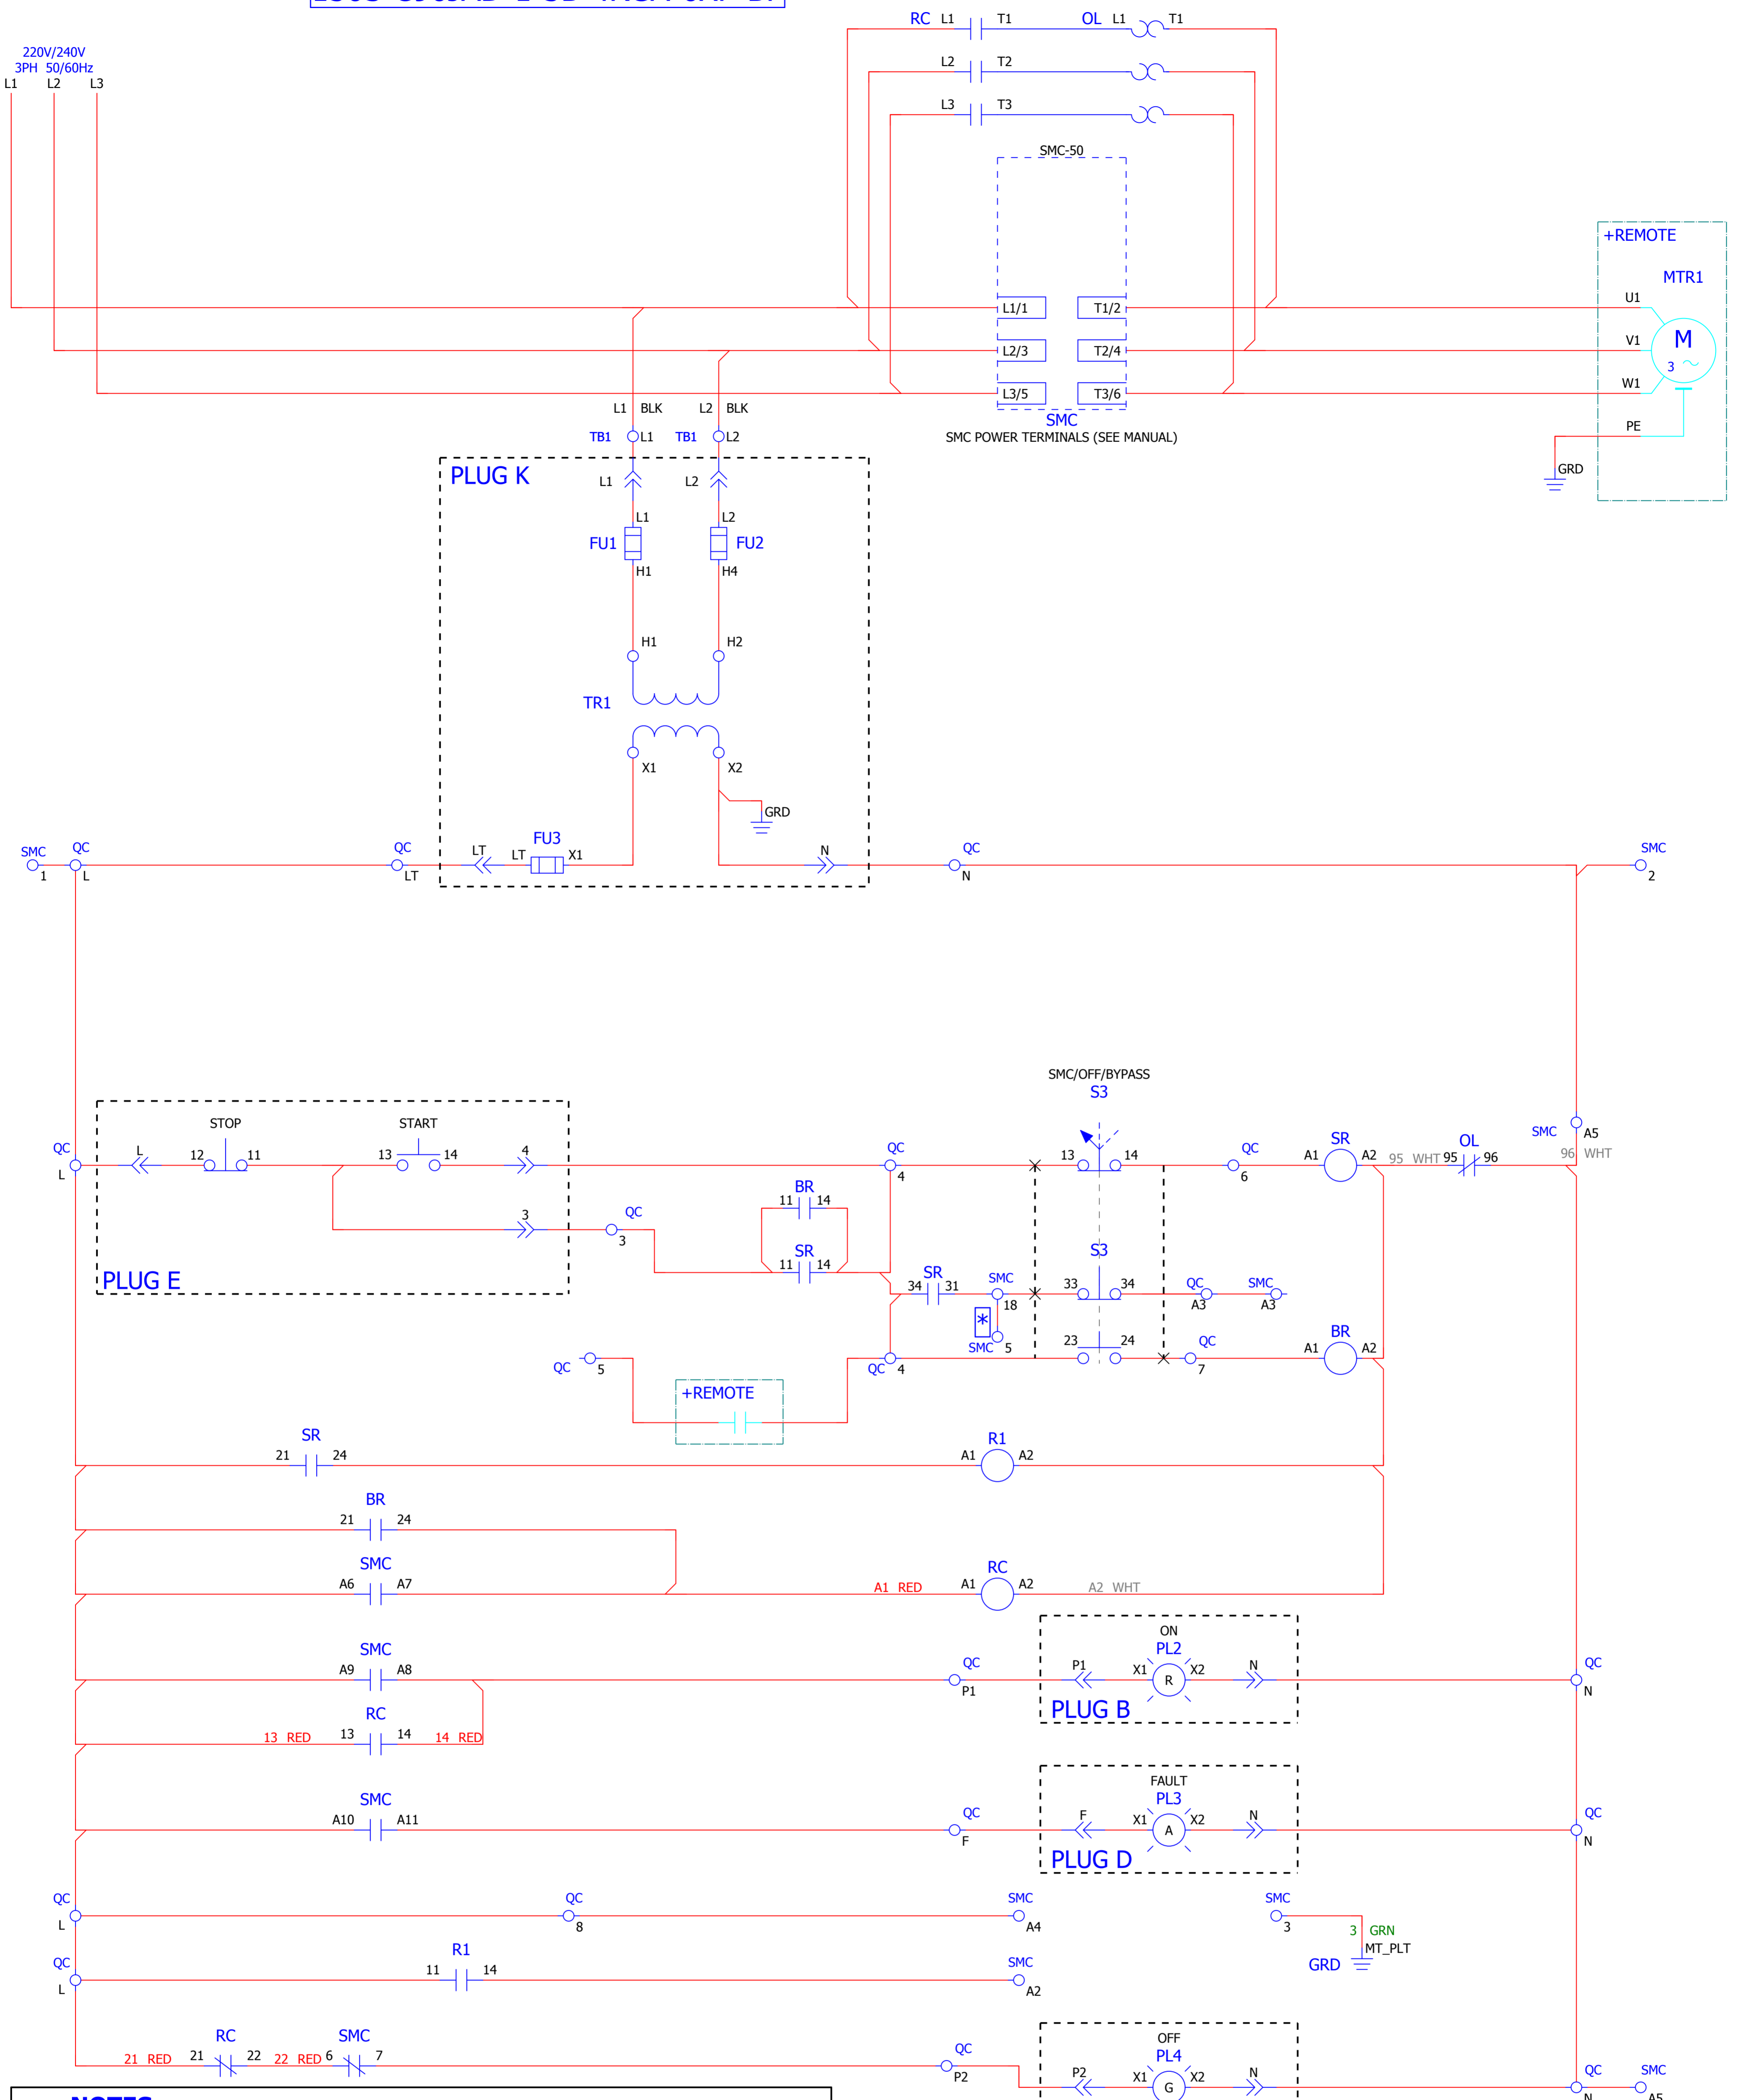 RC L1 T1 OL L1 T1
220V/240V
3PH 50/60Hz
L1 L2 L3
L2 T2
L3 T3
SMC-50
+REMOTE
MTR1
L1/1 T1/2 U1
L2/3 T2/4 V1 M
3
L3/5 T3/6 W1
L1 BLK L2 BLK
SMC
SMC POWER TERMINALS (SEE MANUAL)
PE
TB1 L1 TB1 L2
GRD
PLUG K
L1 L2
L1 L2
FU1 FU2
H1 H4
H1 H2
TR1
X1 X2
GRD
FU3
SMC QC QC LT LT X1 N QC SMC
1 L LT N 2
SMC/OFF/BYPASS
S3
STOP START
SMC A5
QC L 12 11 13 14 4 QC 13 14 QC SR OL
A1 A2 95 WHT 95 96 96 WHT
L 4 6
BR
11 14
3 QC
3
SR
11 14
S3
PLUG E
SR
34 31 SMC 33 34 QC SMC
18 A3 A3
*
SMC 5 23 24 QC BR
A1 A2
QC 5 QC 4 7
+REMOTE
SR R1
21 24 A1 A2
BR
21 24
SMC RC
A6 A7 A1 RED A1 A2 A2 WHT
ON
SMC PL2
A9 A8 QC P1 X1 R X2 N QC
P1 N
PLUG B
RC
13 RED 13 14 14 RED
FAULT
SMC PL3
A10 A11 QC F X1 A X2 N QC
F N
PLUG D
QC QC SMC SMC
L 8 A4 3
3 GRN
MT_PLT
GRD
QC R1 SMC
L 11 14 A2
OFF
RC SMC PL4
21 RED 21 22 22 RED 6 7 QC
P2 P2 X1 G X2 N QC SMC
N A5